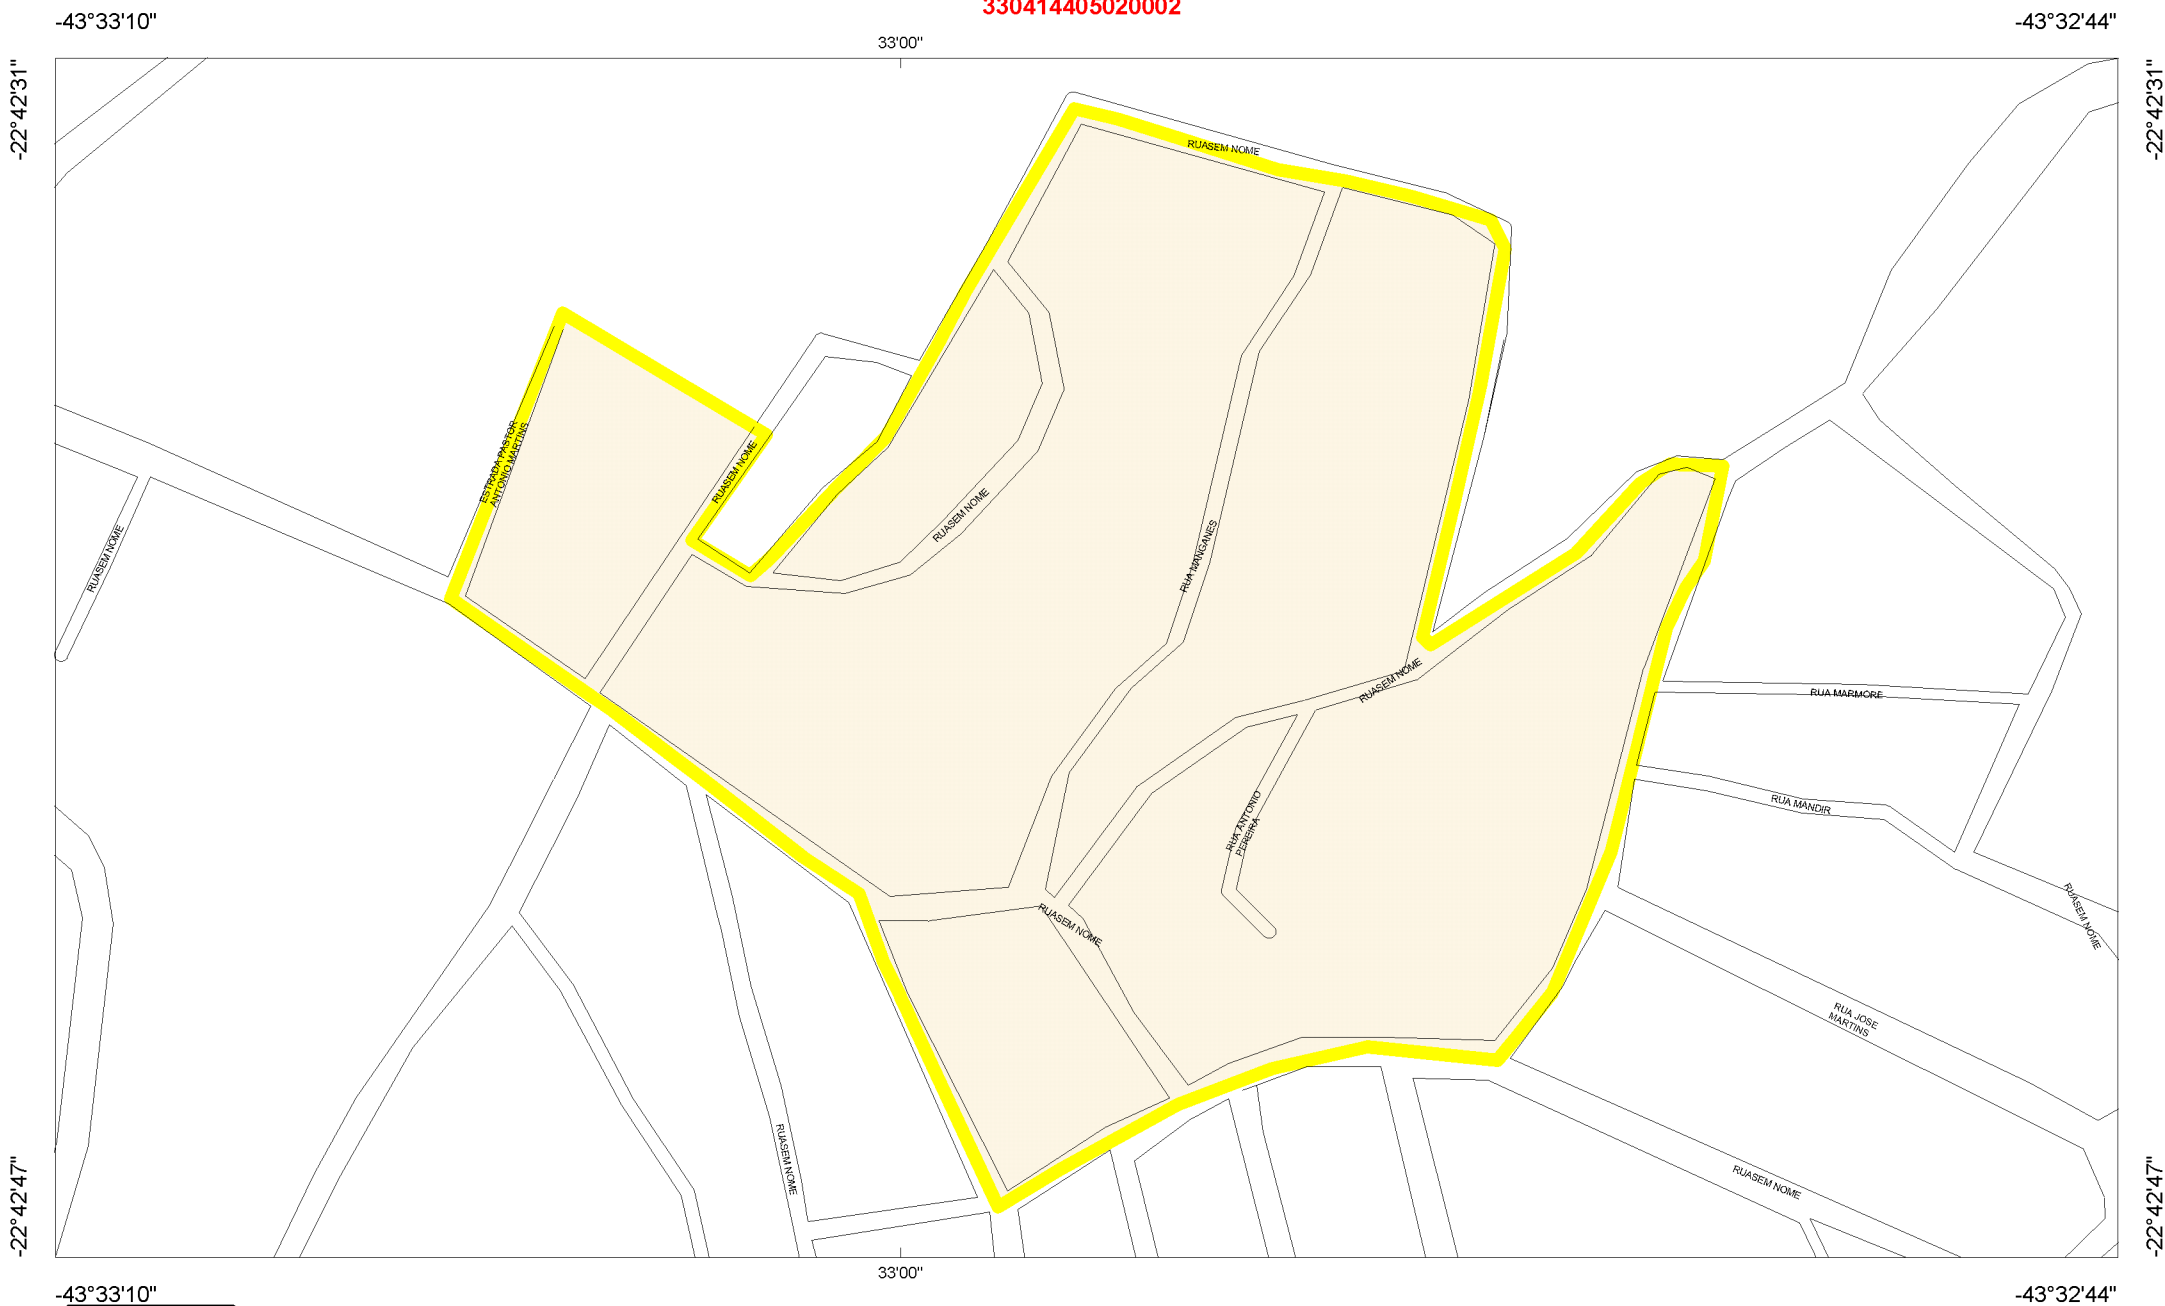 330414405020002
-43°33'10"
-43°32'44"
33'00"
-22°42'31"
-22°42'31"
RUASEM NOME
ESTRADA PASTOR
ANTONIO MARTINS
RUASEM NOME
RUASEM NOME
RUASEM NOME
RUA MANGANES
RUASEM NOME
RUA MARMORE
RUA MANDIR
RUA ANTONIO
PEREIRA
RUASEM NOME
RUASEM NOME
RUA JOSE
MARTINS
RUASEM NOME
RUASEM NOME
-22°42'47"
-22°42'47"
33'00"
-43°33'10"
-43°32'44"